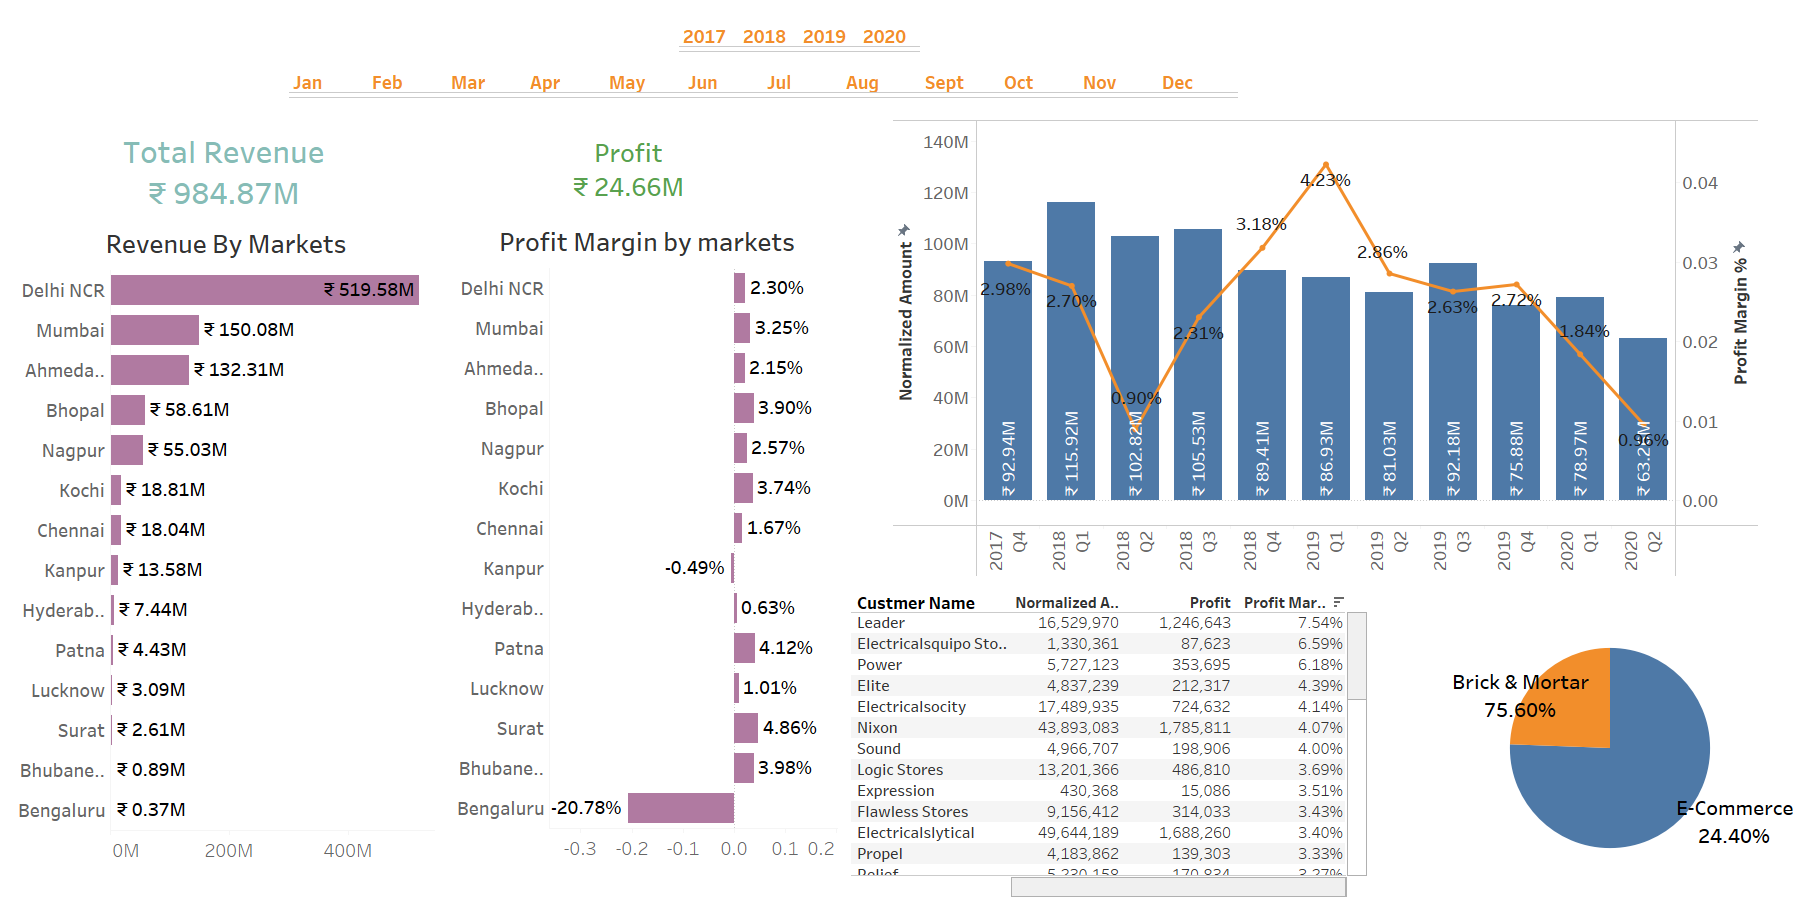 2017 2018 2019 2020
Jan Feb Mar Apr May Jun Jul Aug Sept Oct Nov Dec
Total Revenue
₹ 984.87M
Profit
₹ 24.66M
Revenue By Markets
Delhi NCR ₹ 519.58M
Mumbai ₹ 150.08M
Ahmeda.. ₹ 132.31M
Bhopal ₹ 58.61M
Nagpur ₹ 55.03M
Kochi ₹ 18.81M
Chennai ₹ 18.04M
Kanpur ₹ 13.58M
Hyderab.. ₹ 7.44M
Patna ₹ 4.43M
Lucknow ₹ 3.09M
Surat ₹ 2.61M
Bhubane.. ₹ 0.89M
Bengaluru ₹ 0.37M
0M 200M 400M
Profit Margin by markets
Delhi NCR 2.30%
Mumbai 3.25%
Ahmeda.. 2.15%
Bhopal 3.90%
Nagpur 2.57%
Kochi 3.74%
Chennai 1.67%
Kanpur -0.49%
Hyderab.. 0.63%
Patna 4.12%
Lucknow 1.01%
Surat 4.86%
Bhubane.. 3.98%
Bengaluru -20.78%
-0.3 -0.2 -0.1 0.0 0.1 0.2
Normalized Amount
140M
120M
100M
80M
60M
40M
20M
0M
2.98% 2.70% 0.90% 2.31% 3.18% 4.23% 2.86% 2.63% 2.72% 1.84% 0.96%
₹ 92.94M ₹ 115.92M ₹ 102.82M ₹ 105.53M ₹ 89.41M ₹ 86.93M ₹ 81.03M ₹ 92.18M ₹ 75.88M ₹ 78.97M
0.04
0.03
0.02
0.01
0.00
Profit Margin %
2017 Q4
2018 Q1
2018 Q2
2018 Q3
2018 Q4
2019 Q1
2019 Q2
2019 Q3
2019 Q4
2020 Q1
2020 Q2
Custmer Name Normalized A.. Profit Profit Mar..
Leader 16,529,970 1,246,643 7.54%
Electricalsquipo Sto.. 1,330,361 87,623 6.59%
Power 5,727,123 353,695 6.18%
Elite 4,837,239 212,317 4.39%
Electricalsocity 17,489,935 724,632 4.14%
Nixon 43,893,083 1,785,811 4.07%
Sound 4,966,707 198,906 4.00%
Logic Stores 13,201,366 486,810 3.69%
Expression 430,368 15,086 3.51%
Flawless Stores 9,156,412 314,033 3.43%
Electricalslytical 49,644,189 1,688,260 3.40%
Propel 4,183,862 139,303 3.33%
Relief 5,230,158 170,834 3.27%
Brick & Mortar
75.60%
E-Commerce
24.40%